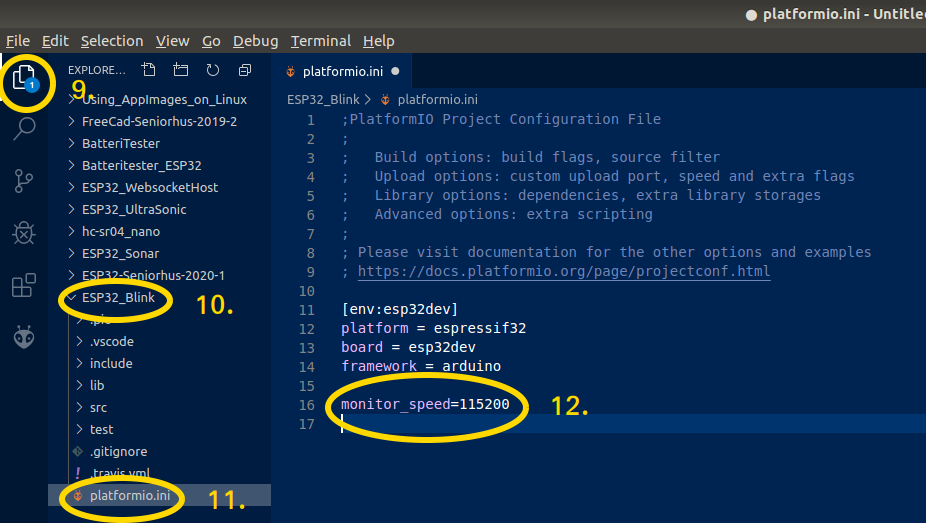 platformio.ini - Untitle
File Edit Selection View Go Debug Terminal Help
1
9.
EXPLORE...
Using_AppImages_on_Linux
FreeCad-Seniorhus-2019-2
BatteriTester
Batteritester_ESP32
ESP32_WebsocketHost
ESP32_UltraSonic
hc-sr04_nano
ESP32_Sonar
ESP32-Seniorhus-2020-1
ESP32_Blink
10.
.pio
.vscode
include
lib
src
test
.gitignore
.travis.yml
platformio.ini
11.
platformio.ini
ESP32_Blink > platformio.ini
1 ;PlatformIO Project Configuration File
2 ;
3 ;   Build options: build flags, source filter
4 ;   Upload options: custom upload port, speed and extra flags
5 ;   Library options: dependencies, extra library storages
6 ;   Advanced options: extra scripting
7 ;
8 ; Please visit documentation for the other options and examples
9 ; https://docs.platformio.org/page/projectconf.html
10
11 [env:esp32dev]
12 platform = espressif32
13 board = esp32dev
14 framework = arduino
15
16 monitor_speed=115200
12.
17